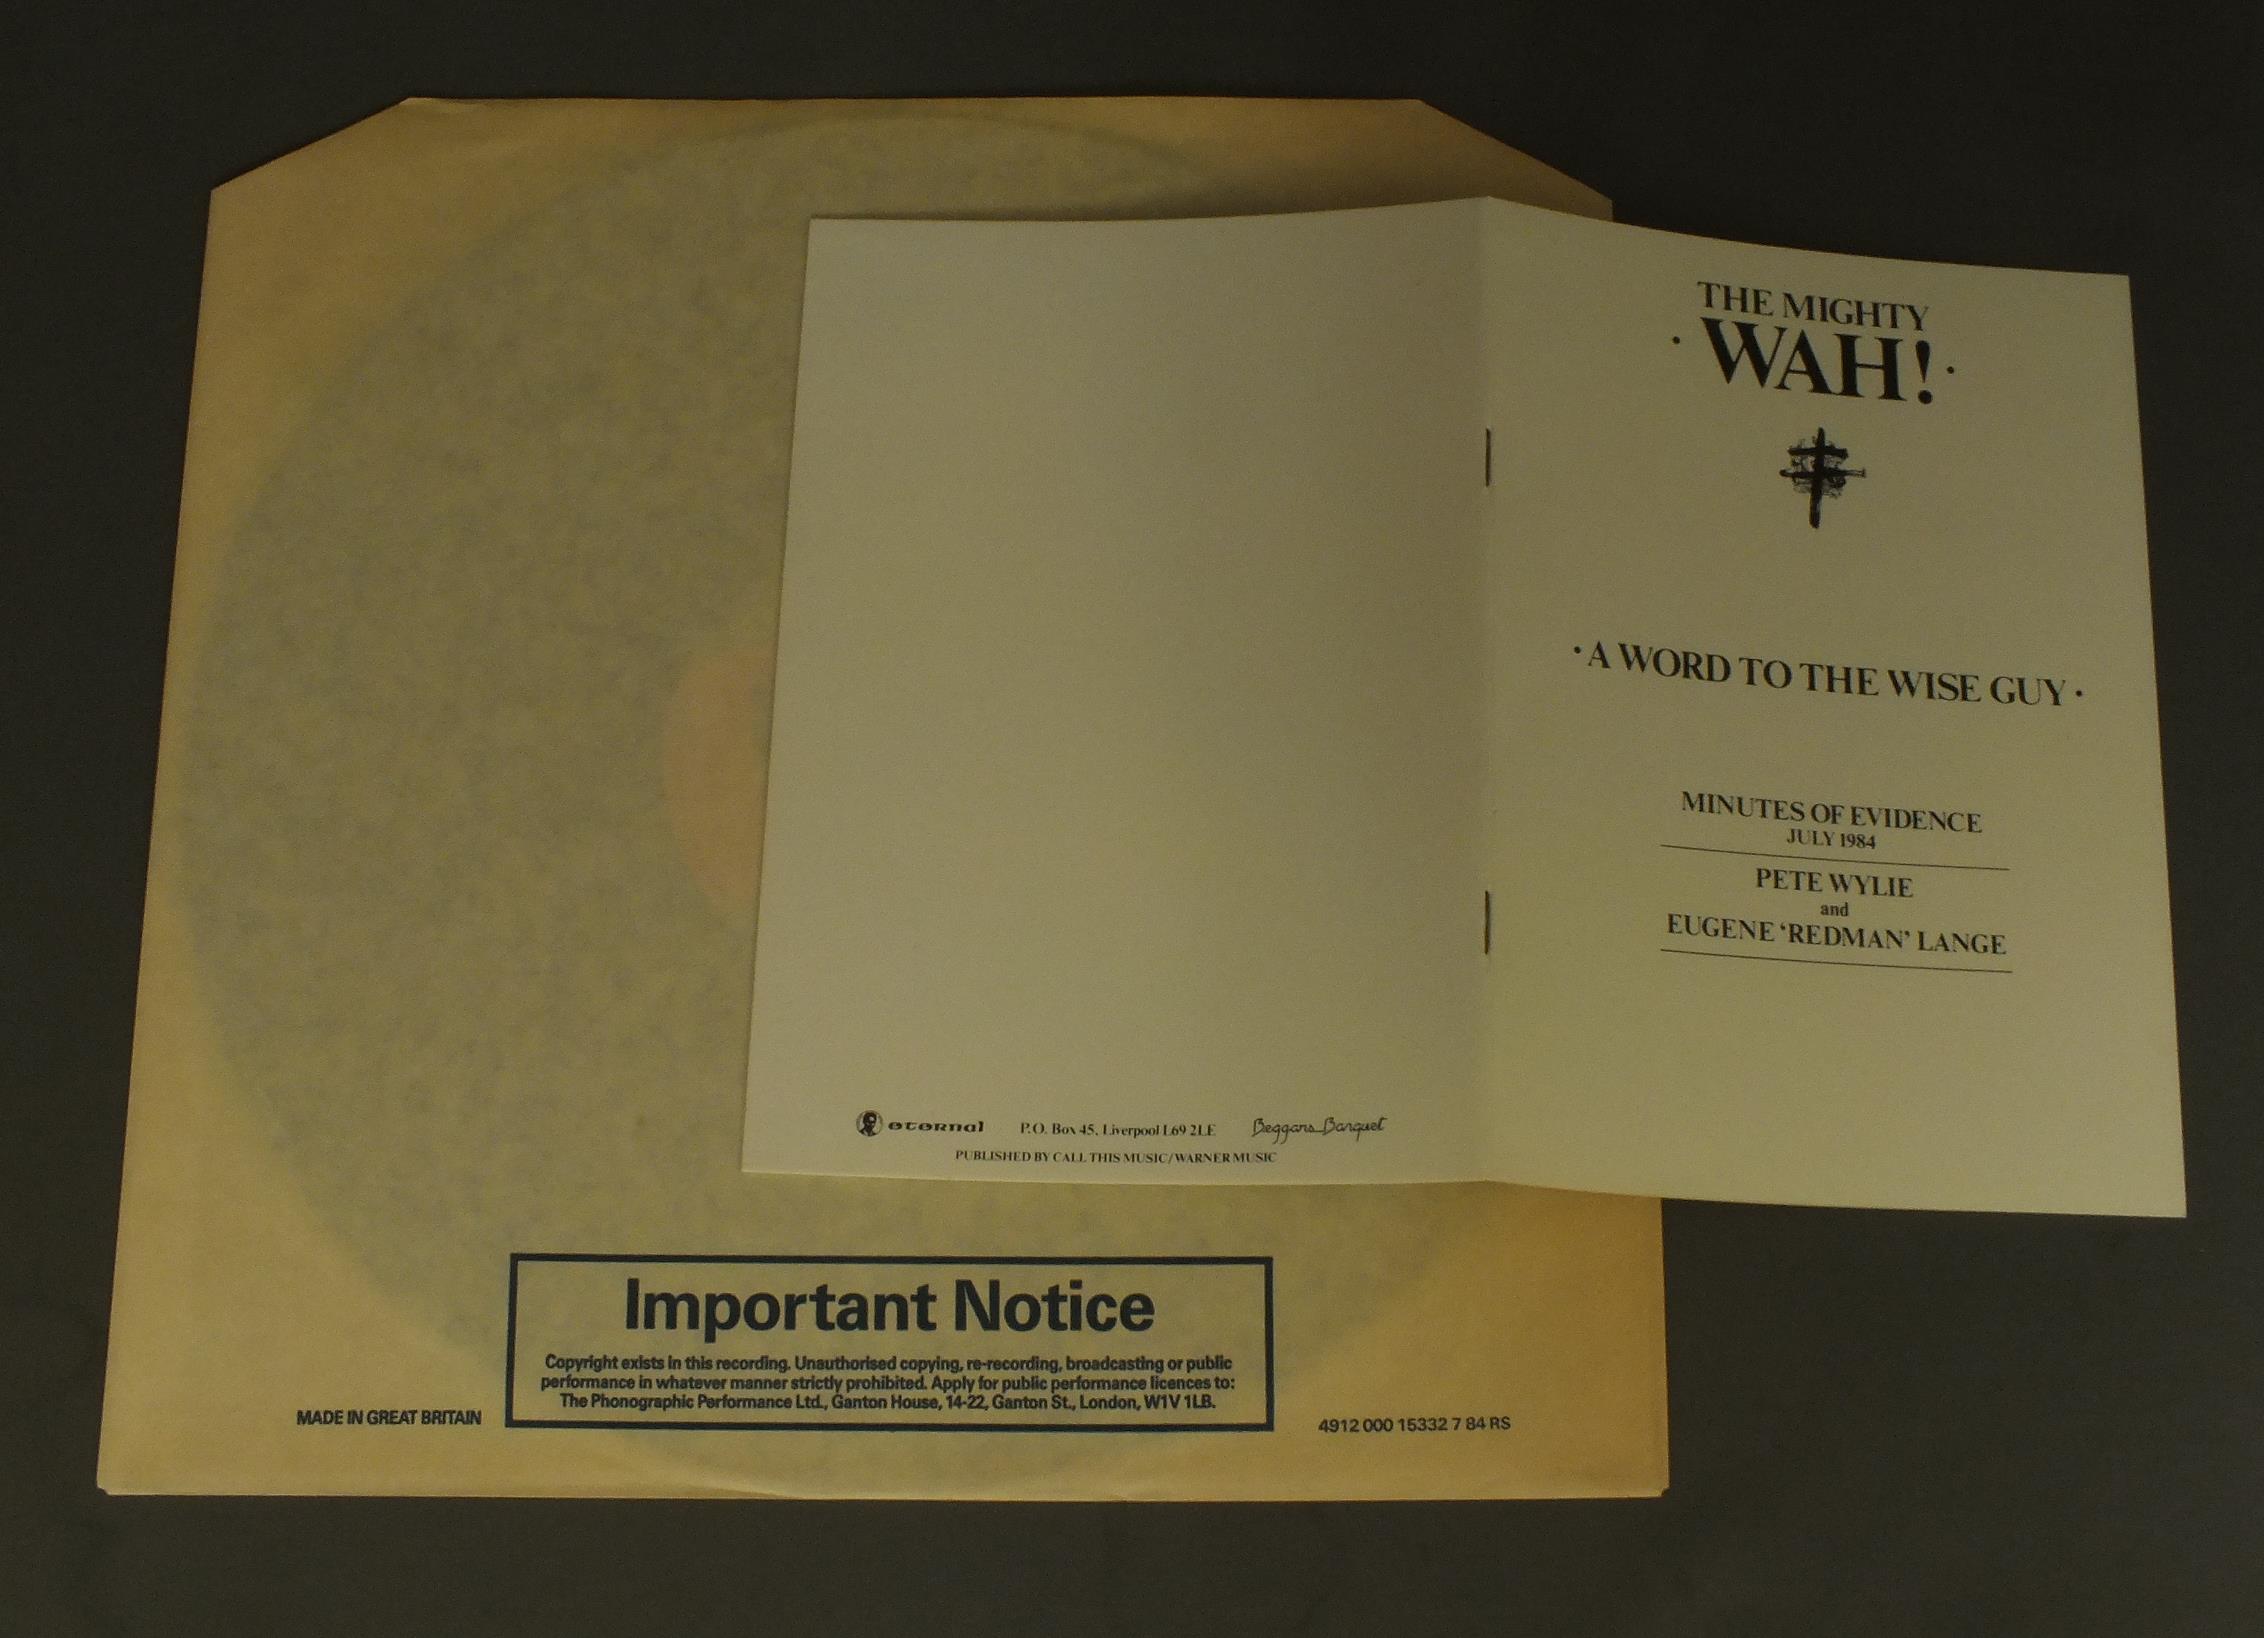 THE MIGHTY
· WAH! ·
· A WORD TO THE WISE GUY ·
MINUTES OF EVIDENCE
JULY 1984
PETE WYLIE
and
EUGENE ‘REDMAN’ LANGE
eternal P.O. Box 45, Liverpool L69 2LE Beggars Banquet
PUBLISHED BY CALL THIS MUSIC/WARNER MUSIC
Important Notice
Copyright exists in this recording. Unauthorised copying, re-recording, broadcasting or public
performance in whatever manner strictly prohibited. Apply for public performance licences to:
The Phonographic Performance Ltd., Ganton House, 14-22, Ganton St., London, W1V 1LB.
MADE IN GREAT BRITAIN
4912 000 15332 7 84 RS